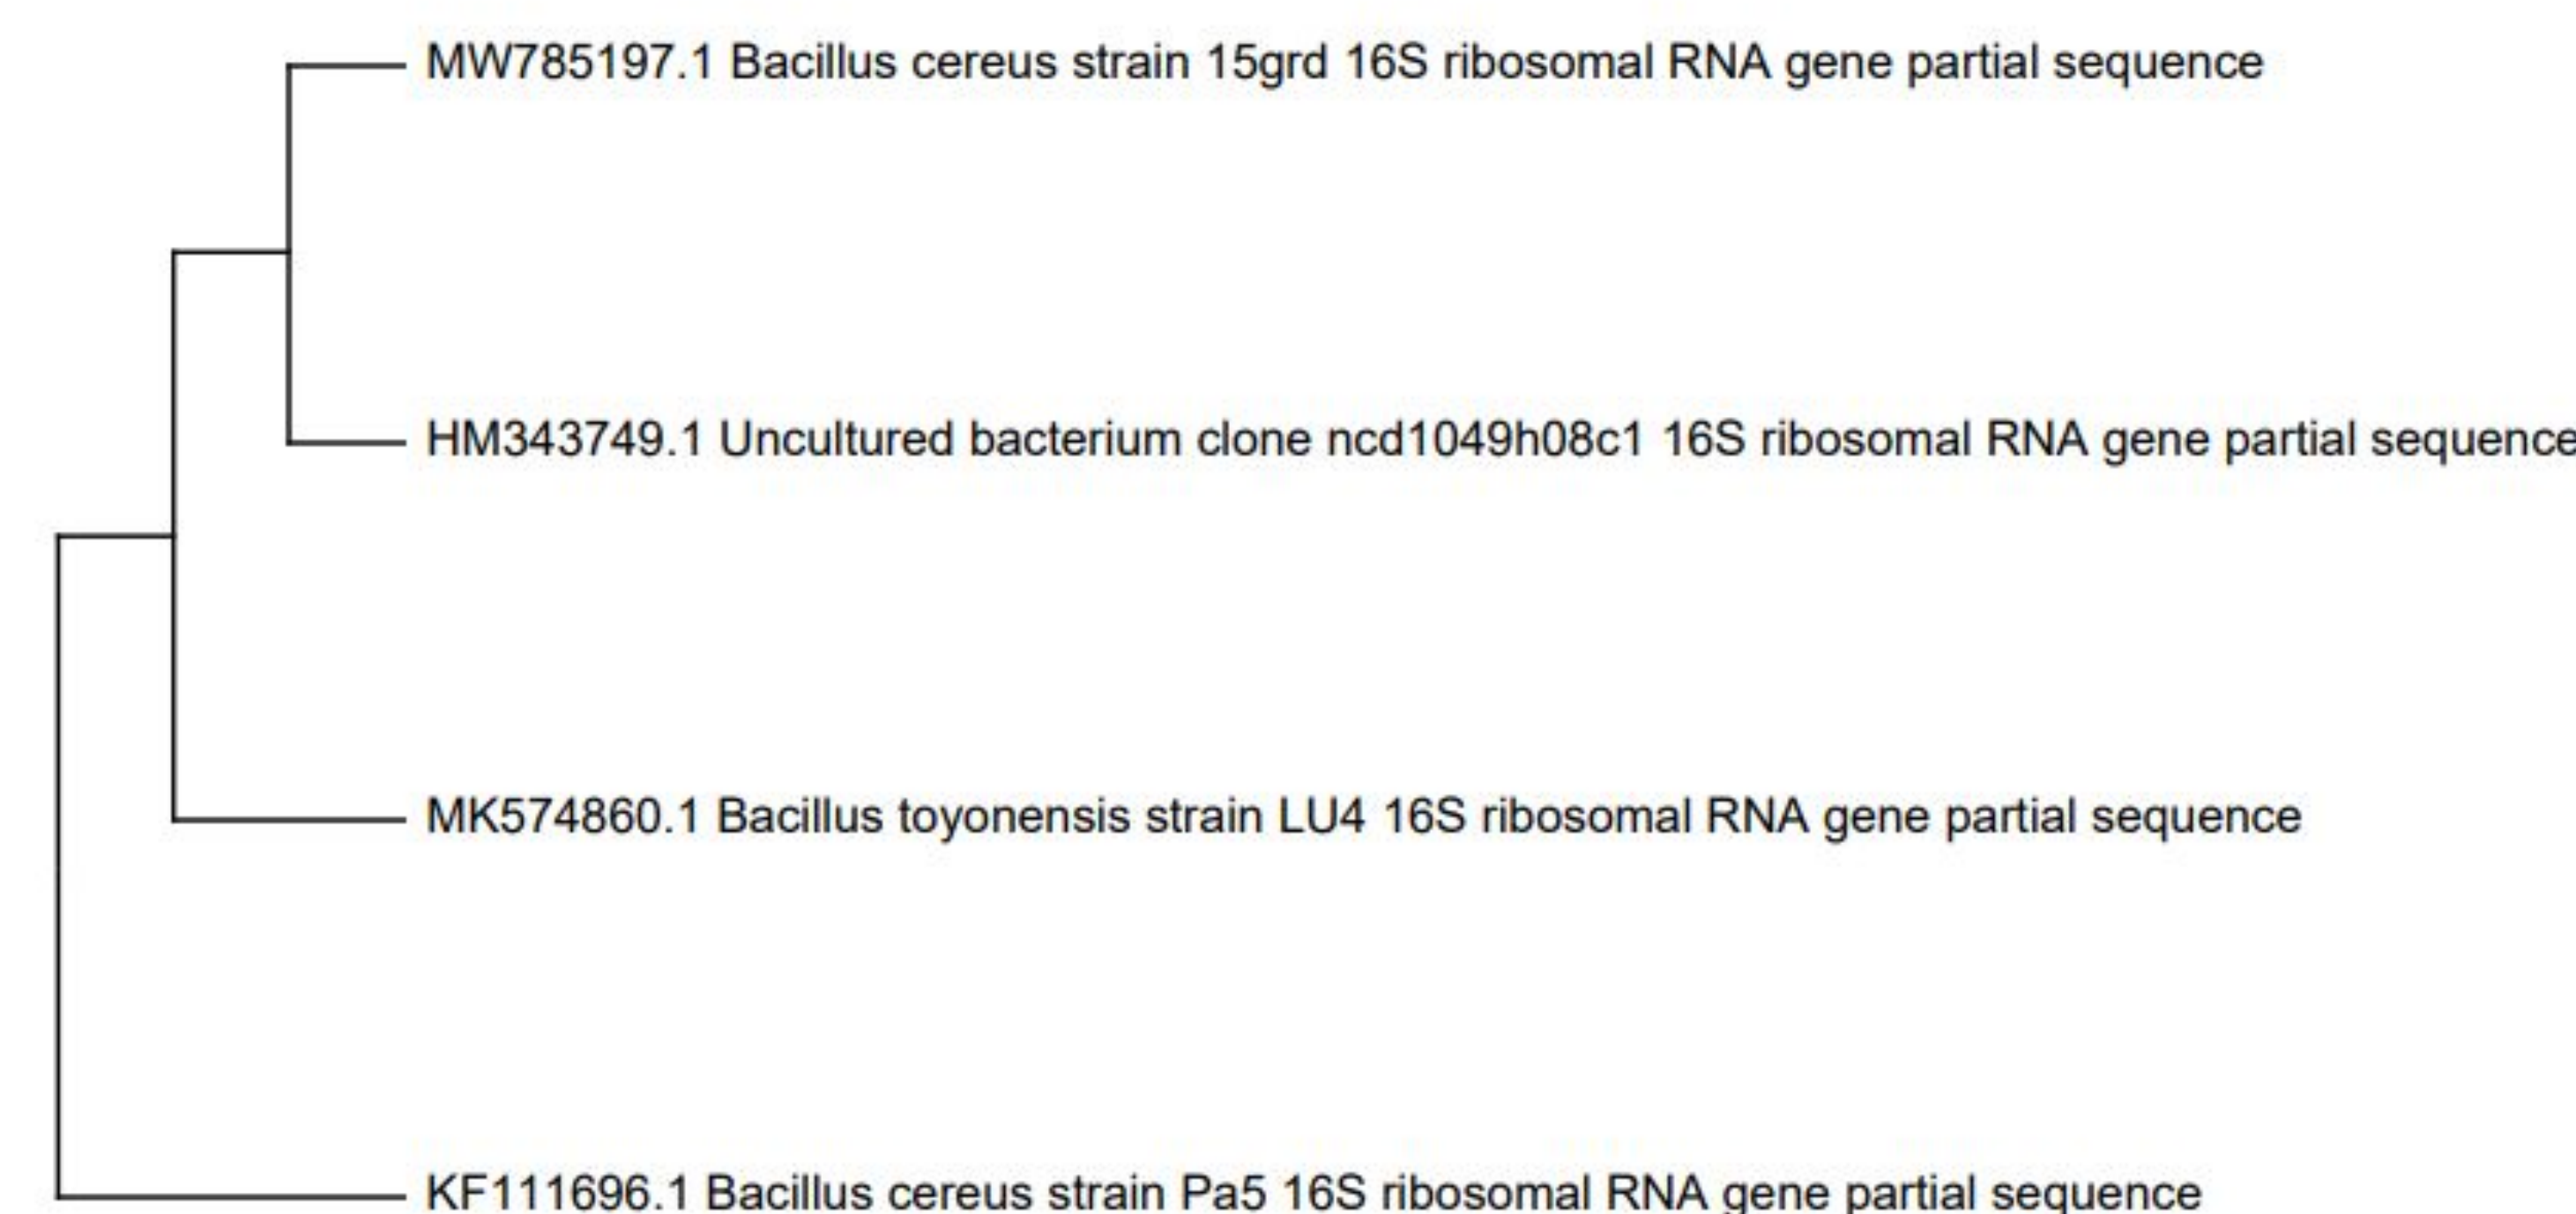 MW785197.1 Bacillus cereus strain 15grd 16S ribosomal RNA gene partial sequence
HM343749.1 Uncultured bacterium clone ncd1049h08c1 16S ribosomal RNA gene partial sequence
MK574860.1 Bacillus toyonensis strain LU4 16S ribosomal RNA gene partial sequence
KF111696.1 Bacillus cereus strain Pa5 16S ribosomal RNA gene partial sequence